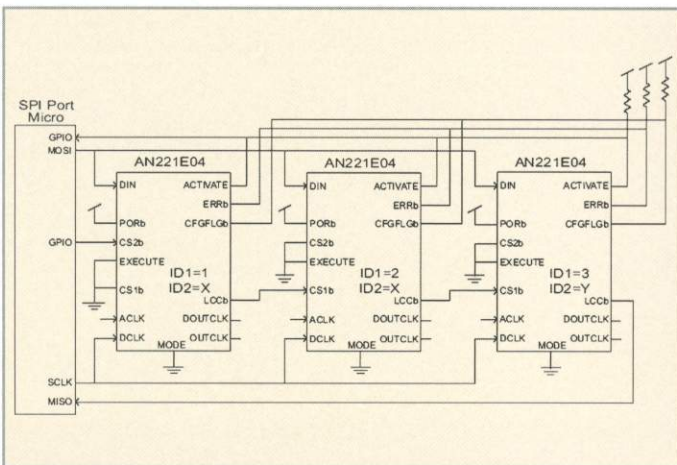 SPI Port
Micro
GPIO
MOSI
GPIO
SCLK
MISO
AN221E04
DIN
ACTIVATE
ERRb
PORb
CFGFLGb
CS2b
EXECUTE
ID1=1
ID2=X
CS1b
LCCb
ACLK
DOUTCLK
DCLK
OUTCLK
MODE
AN221E04
DIN
ACTIVATE
ERRb
PORb
CFGFLGb
CS2b
EXECUTE
ID1=2
ID2=X
CS1b
LCCb
ACLK
DOUTCLK
DCLK
OUTCLK
MODE
AN221E04
DIN
ACTIVATE
ERRb
PORb
CFGFLGb
CS2b
EXECUTE
ID1=3
ID2=Y
CS1b
LCCb
ACLK
DOUTCLK
DCLK
OUTCLK
MODE